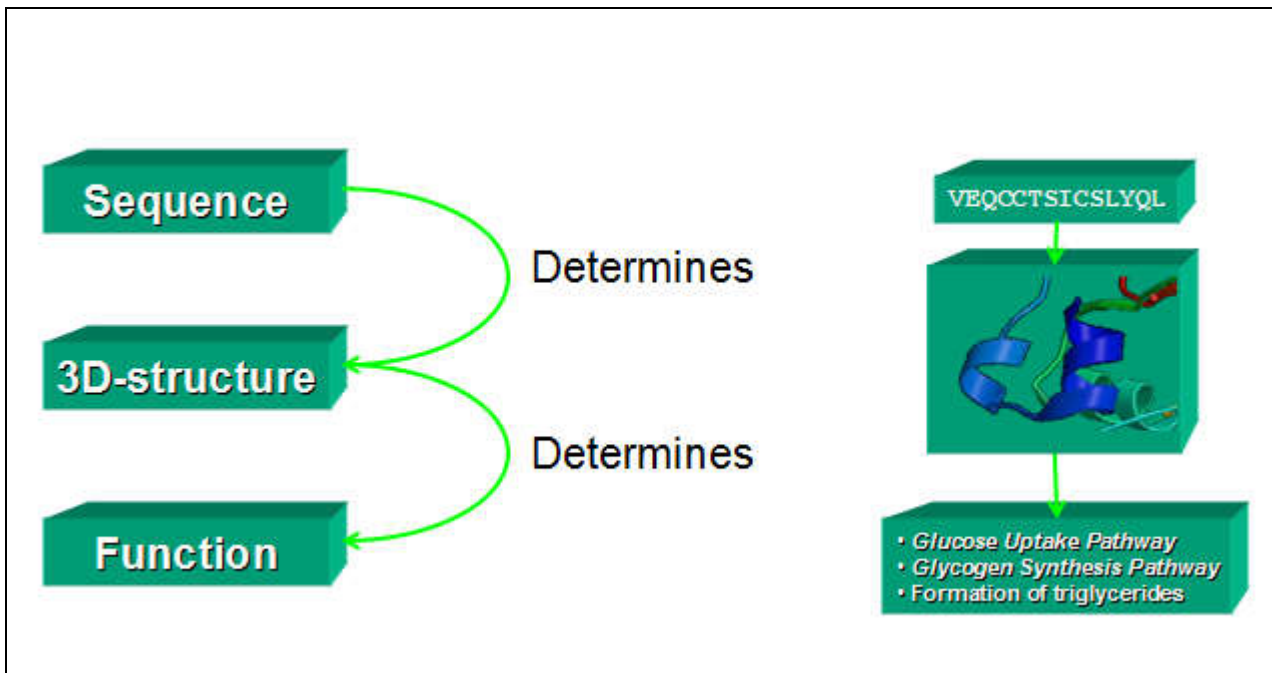 Sequence
Determines
3D-structure
Determines
Function
VEQCCTSICSLYQL
• Glucose Uptake Pathway
• Glycogen Synthesis Pathway
• Formation of triglycerides